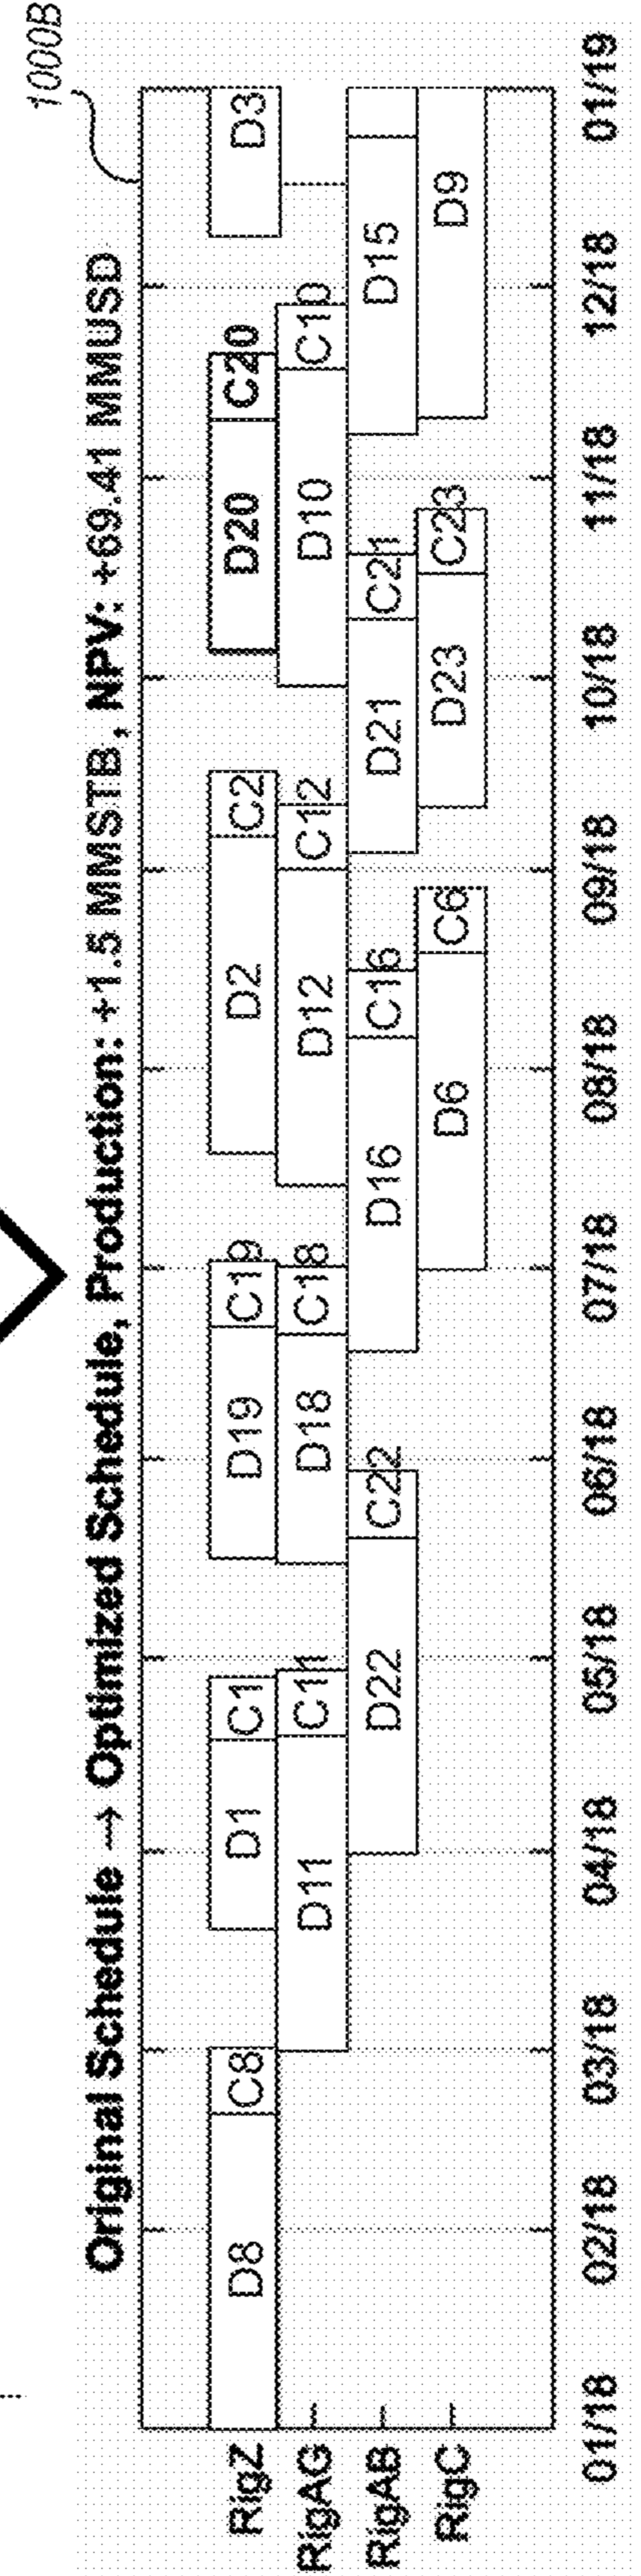 1000B
Original Schedule → Optimized Schedule, Production: +1.5 MMSTB, NPV: +69.41 MMUSD
RigZ D8 C8 D1 C1 D19 C19 D2 C2 D20 C20 D3
RigAG D11 C11 D18 C18 D12 C12 D10 C10
RigAB D22 C22 D16 C16 D21 C21 D15
RigC D6 C6 D23 C23 D9
01/18 02/18 03/18 04/18 05/18 06/18 07/18 08/18 09/18 10/18 11/18 12/18 01/19